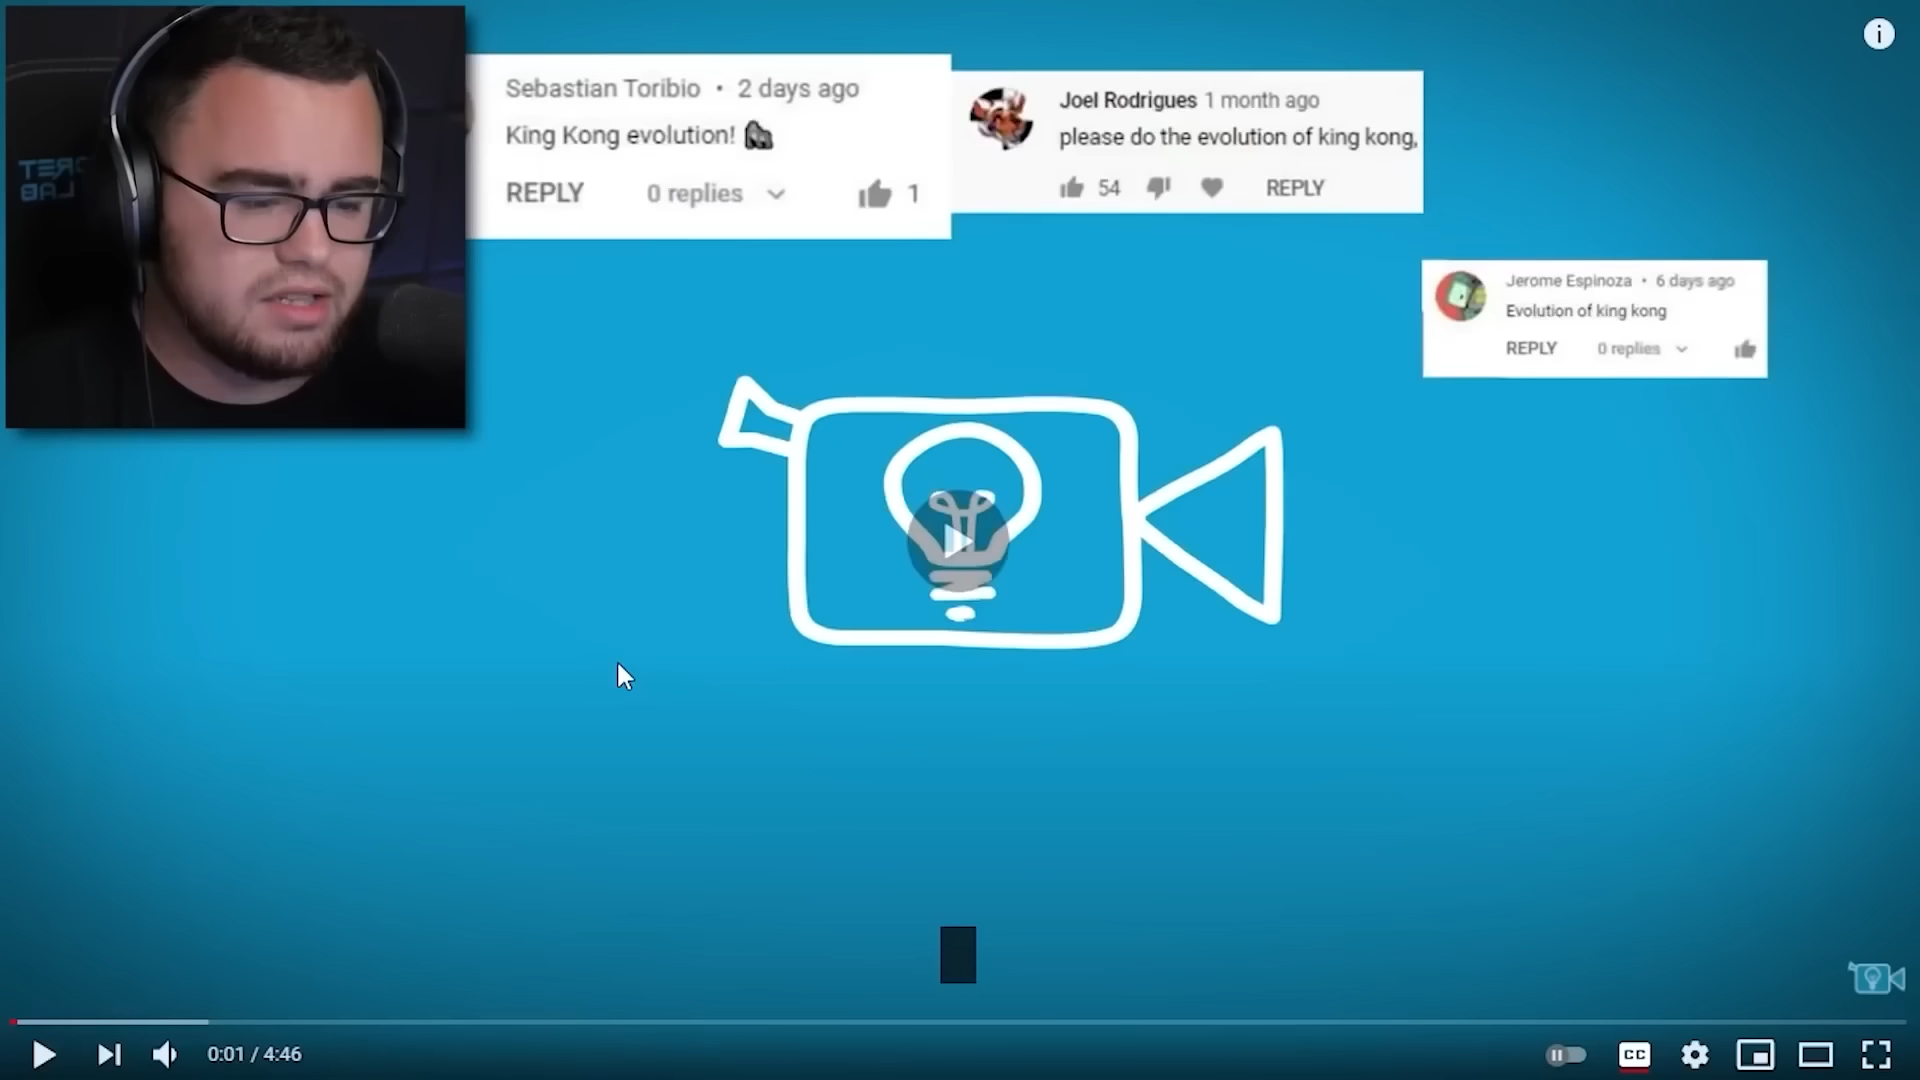 Sebastian Toribio • 2 days ago
King Kong evolution! 🦍
REPLY 0 replies 1
Joel Rodrigues 1 month ago
please do the evolution of king kong,
54 REPLY
Jerome Espinoza • 6 days ago
Evolution of king kong
REPLY 0 replies
SECRET
LAB
0:01 / 4:46
CC